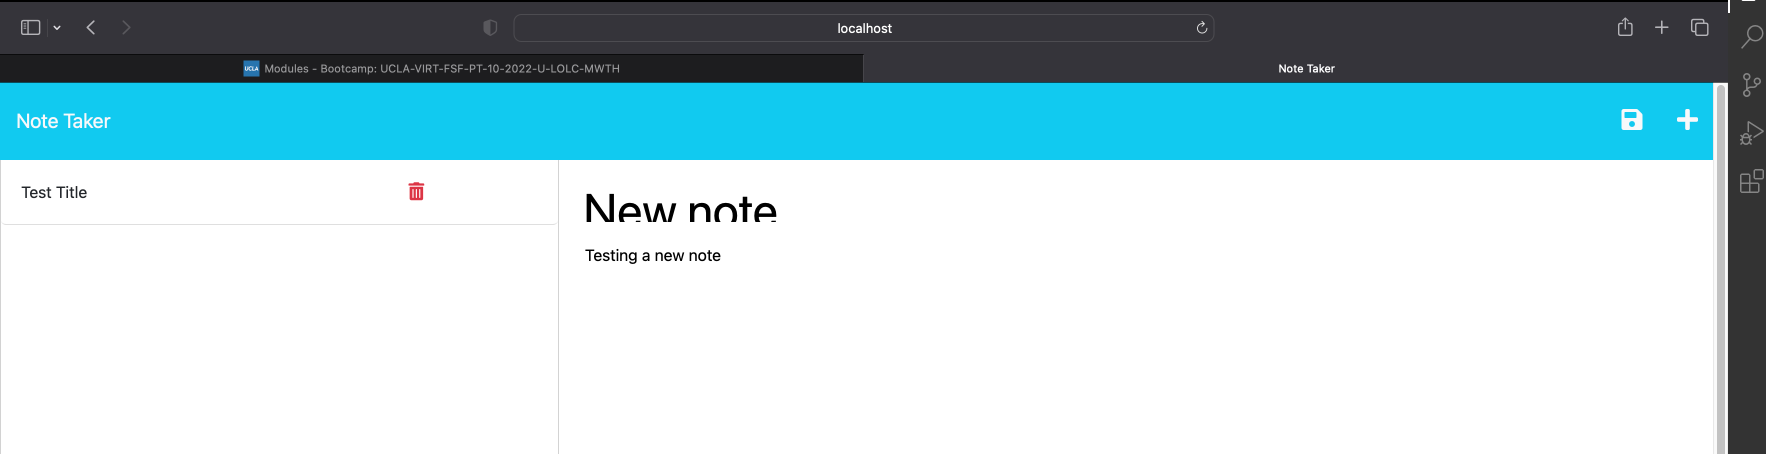 localhost
UCLA Modules - Bootcamp: UCLA-VIRT-FSF-PT-10-2022-U-LOLC-MWTH
Note Taker
Note Taker
Test Title
New note
Testing a new note